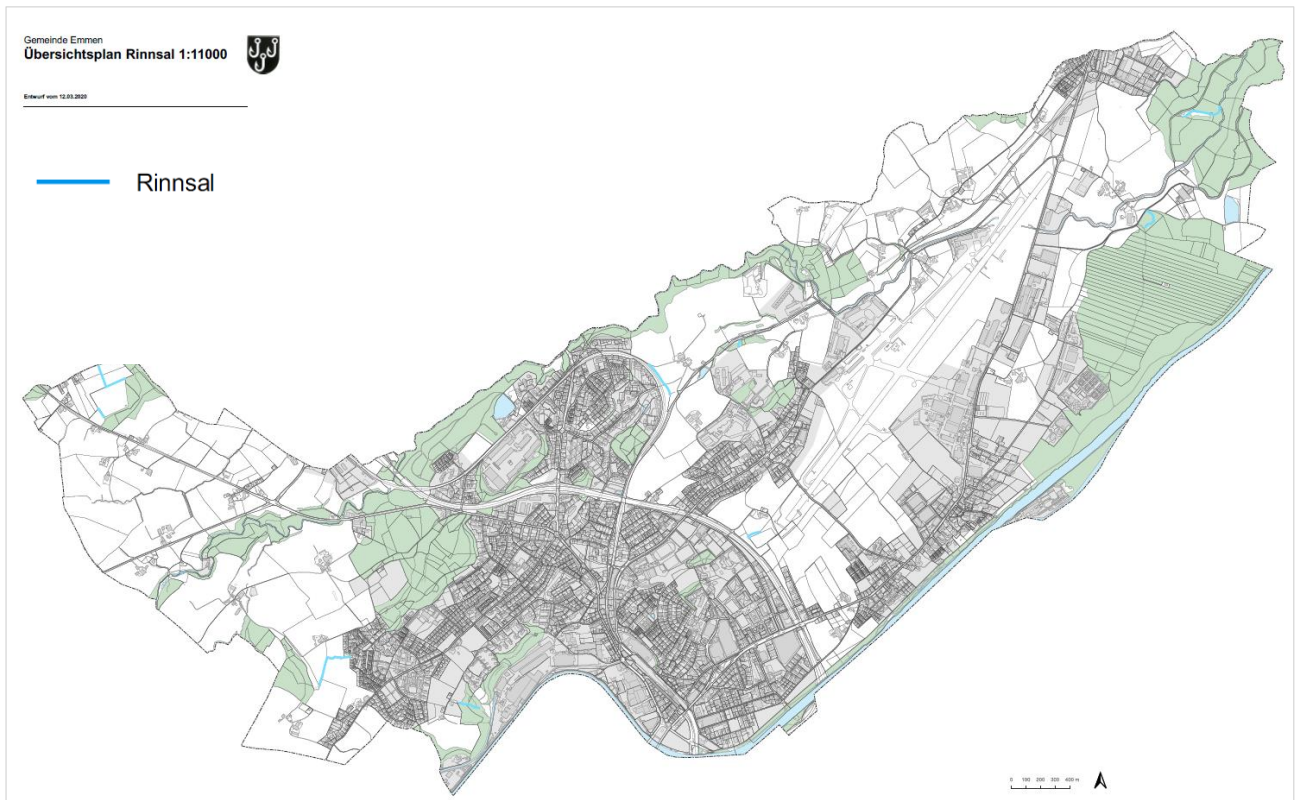 Gemeinde Emmen
Übersichtsplan Rinnsal 1:11000
Entwurf vom 12.03.2020
Rinnsal
0 100 200 300 400 m